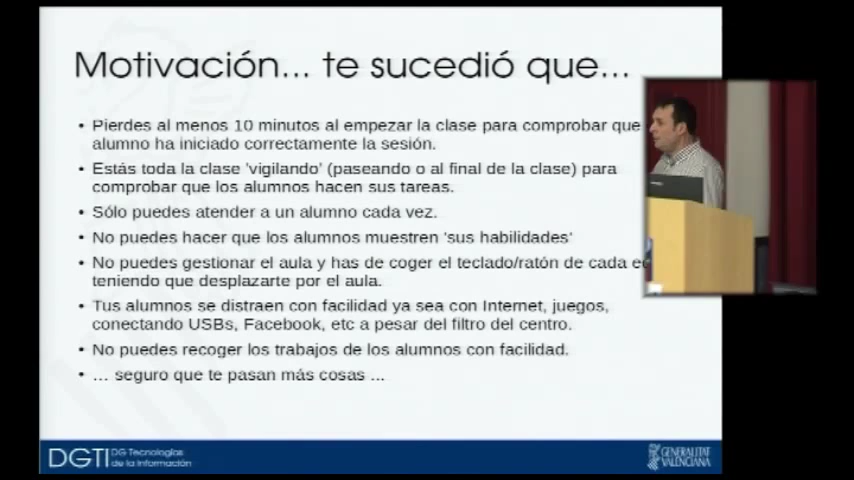 Motivación... te sucedió que...
• Pierdes al menos 10 minutos al empezar la clase para comprobar que
alumno ha iniciado correctamente la sesión.
• Estás toda la clase 'vigilando' (paseando o al final de la clase) para
comprobar que los alumnos hacen sus tareas.
• Sólo puedes atender a un alumno cada vez.
• No puedes hacer que los alumnos muestren 'sus habilidades'
• No puedes gestionar el aula y has de coger el teclado/ratón de cada
teniendo que desplazarte por el aula.
• Tus alumnos se distraen con facilidad ya sea con Internet, juegos,
conectando USBs, Facebook, etc a pesar del filtro del centro.
• No puedes recoger los trabajos de los alumnos con facilidad.
• ... seguro que te pasan más cosas ...
DGTI
DG Tecnologías
de la Información
GENERALITAT
VALENCIANA